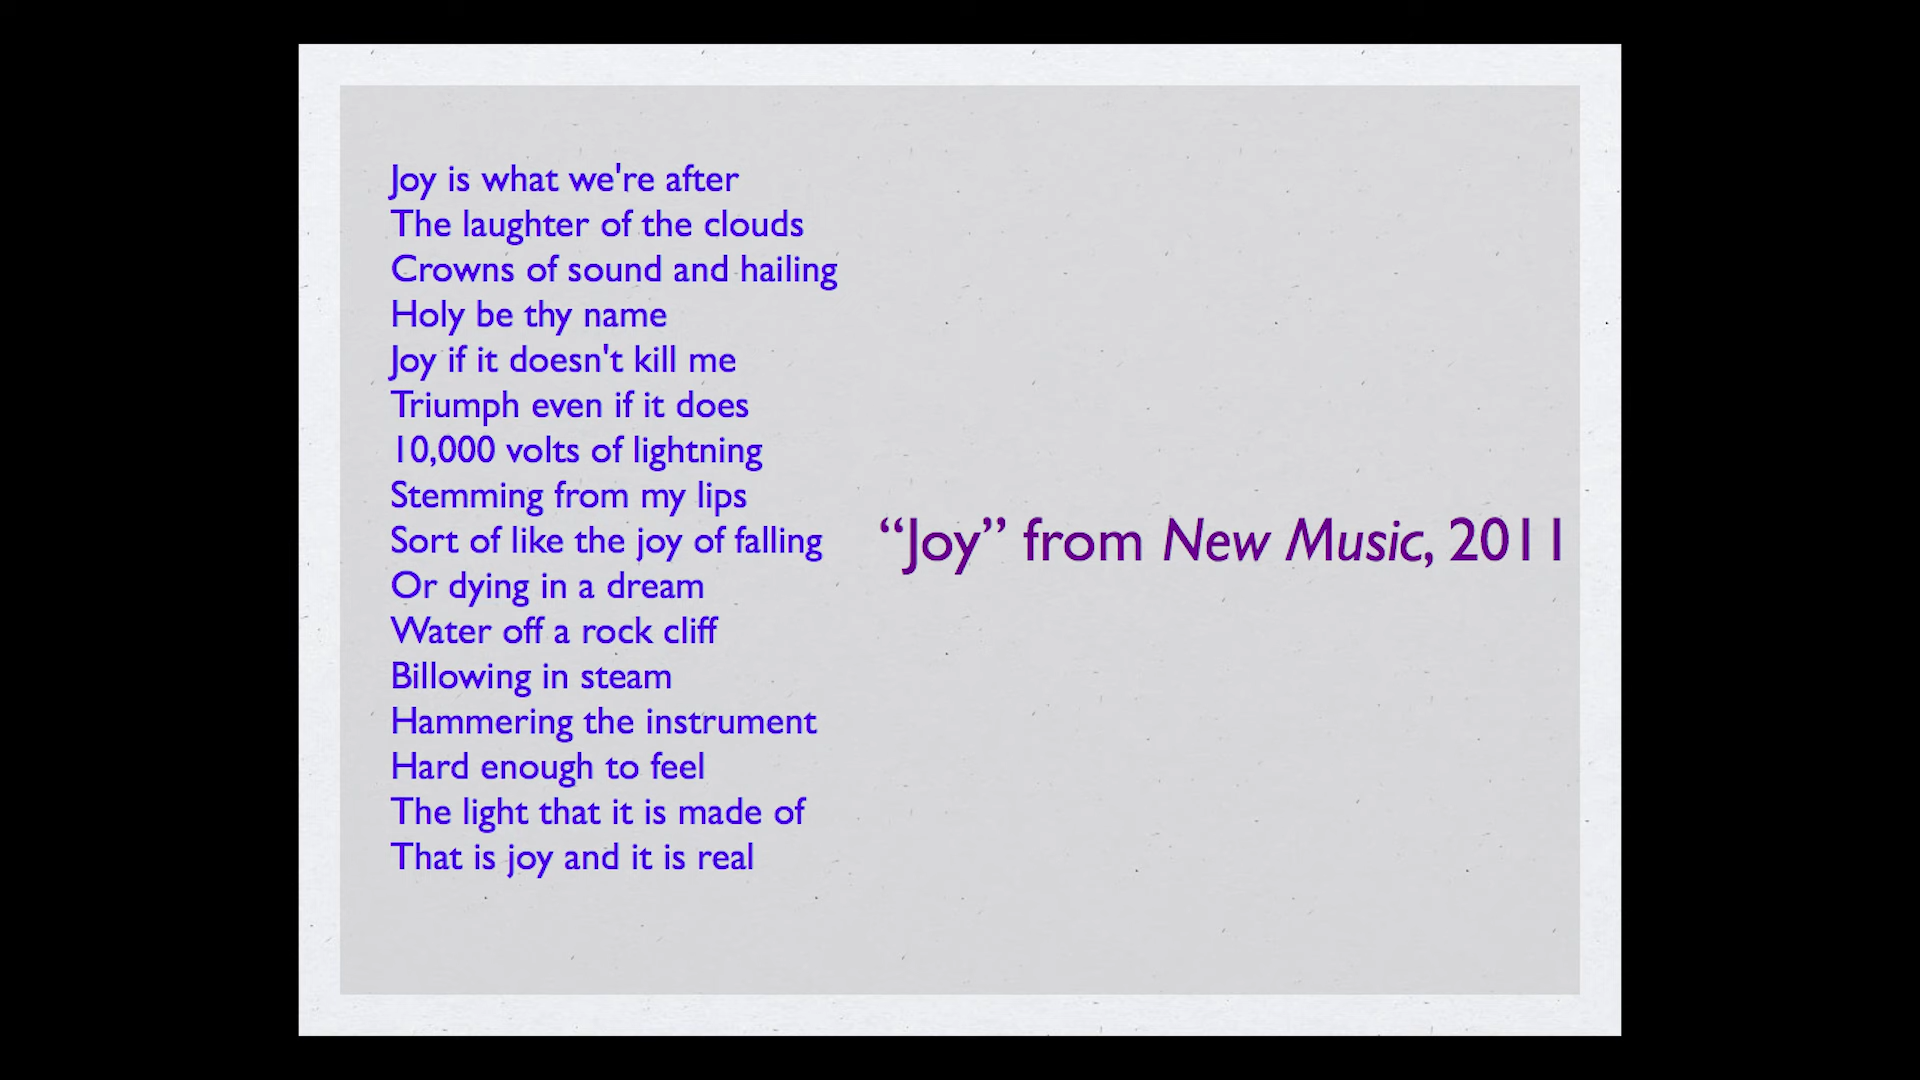 Joy is what we're after
The laughter of the clouds
Crowns of sound and hailing
Holy be thy name
Joy if it doesn't kill me
Triumph even if it does
10,000 volts of lightning
Stemming from my lips
Sort of like the joy of falling
Or dying in a dream
Water off a rock cliff
Billowing in steam
Hammering the instrument
Hard enough to feel
The light that it is made of
That is joy and it is real
“Joy” from New Music, 2011